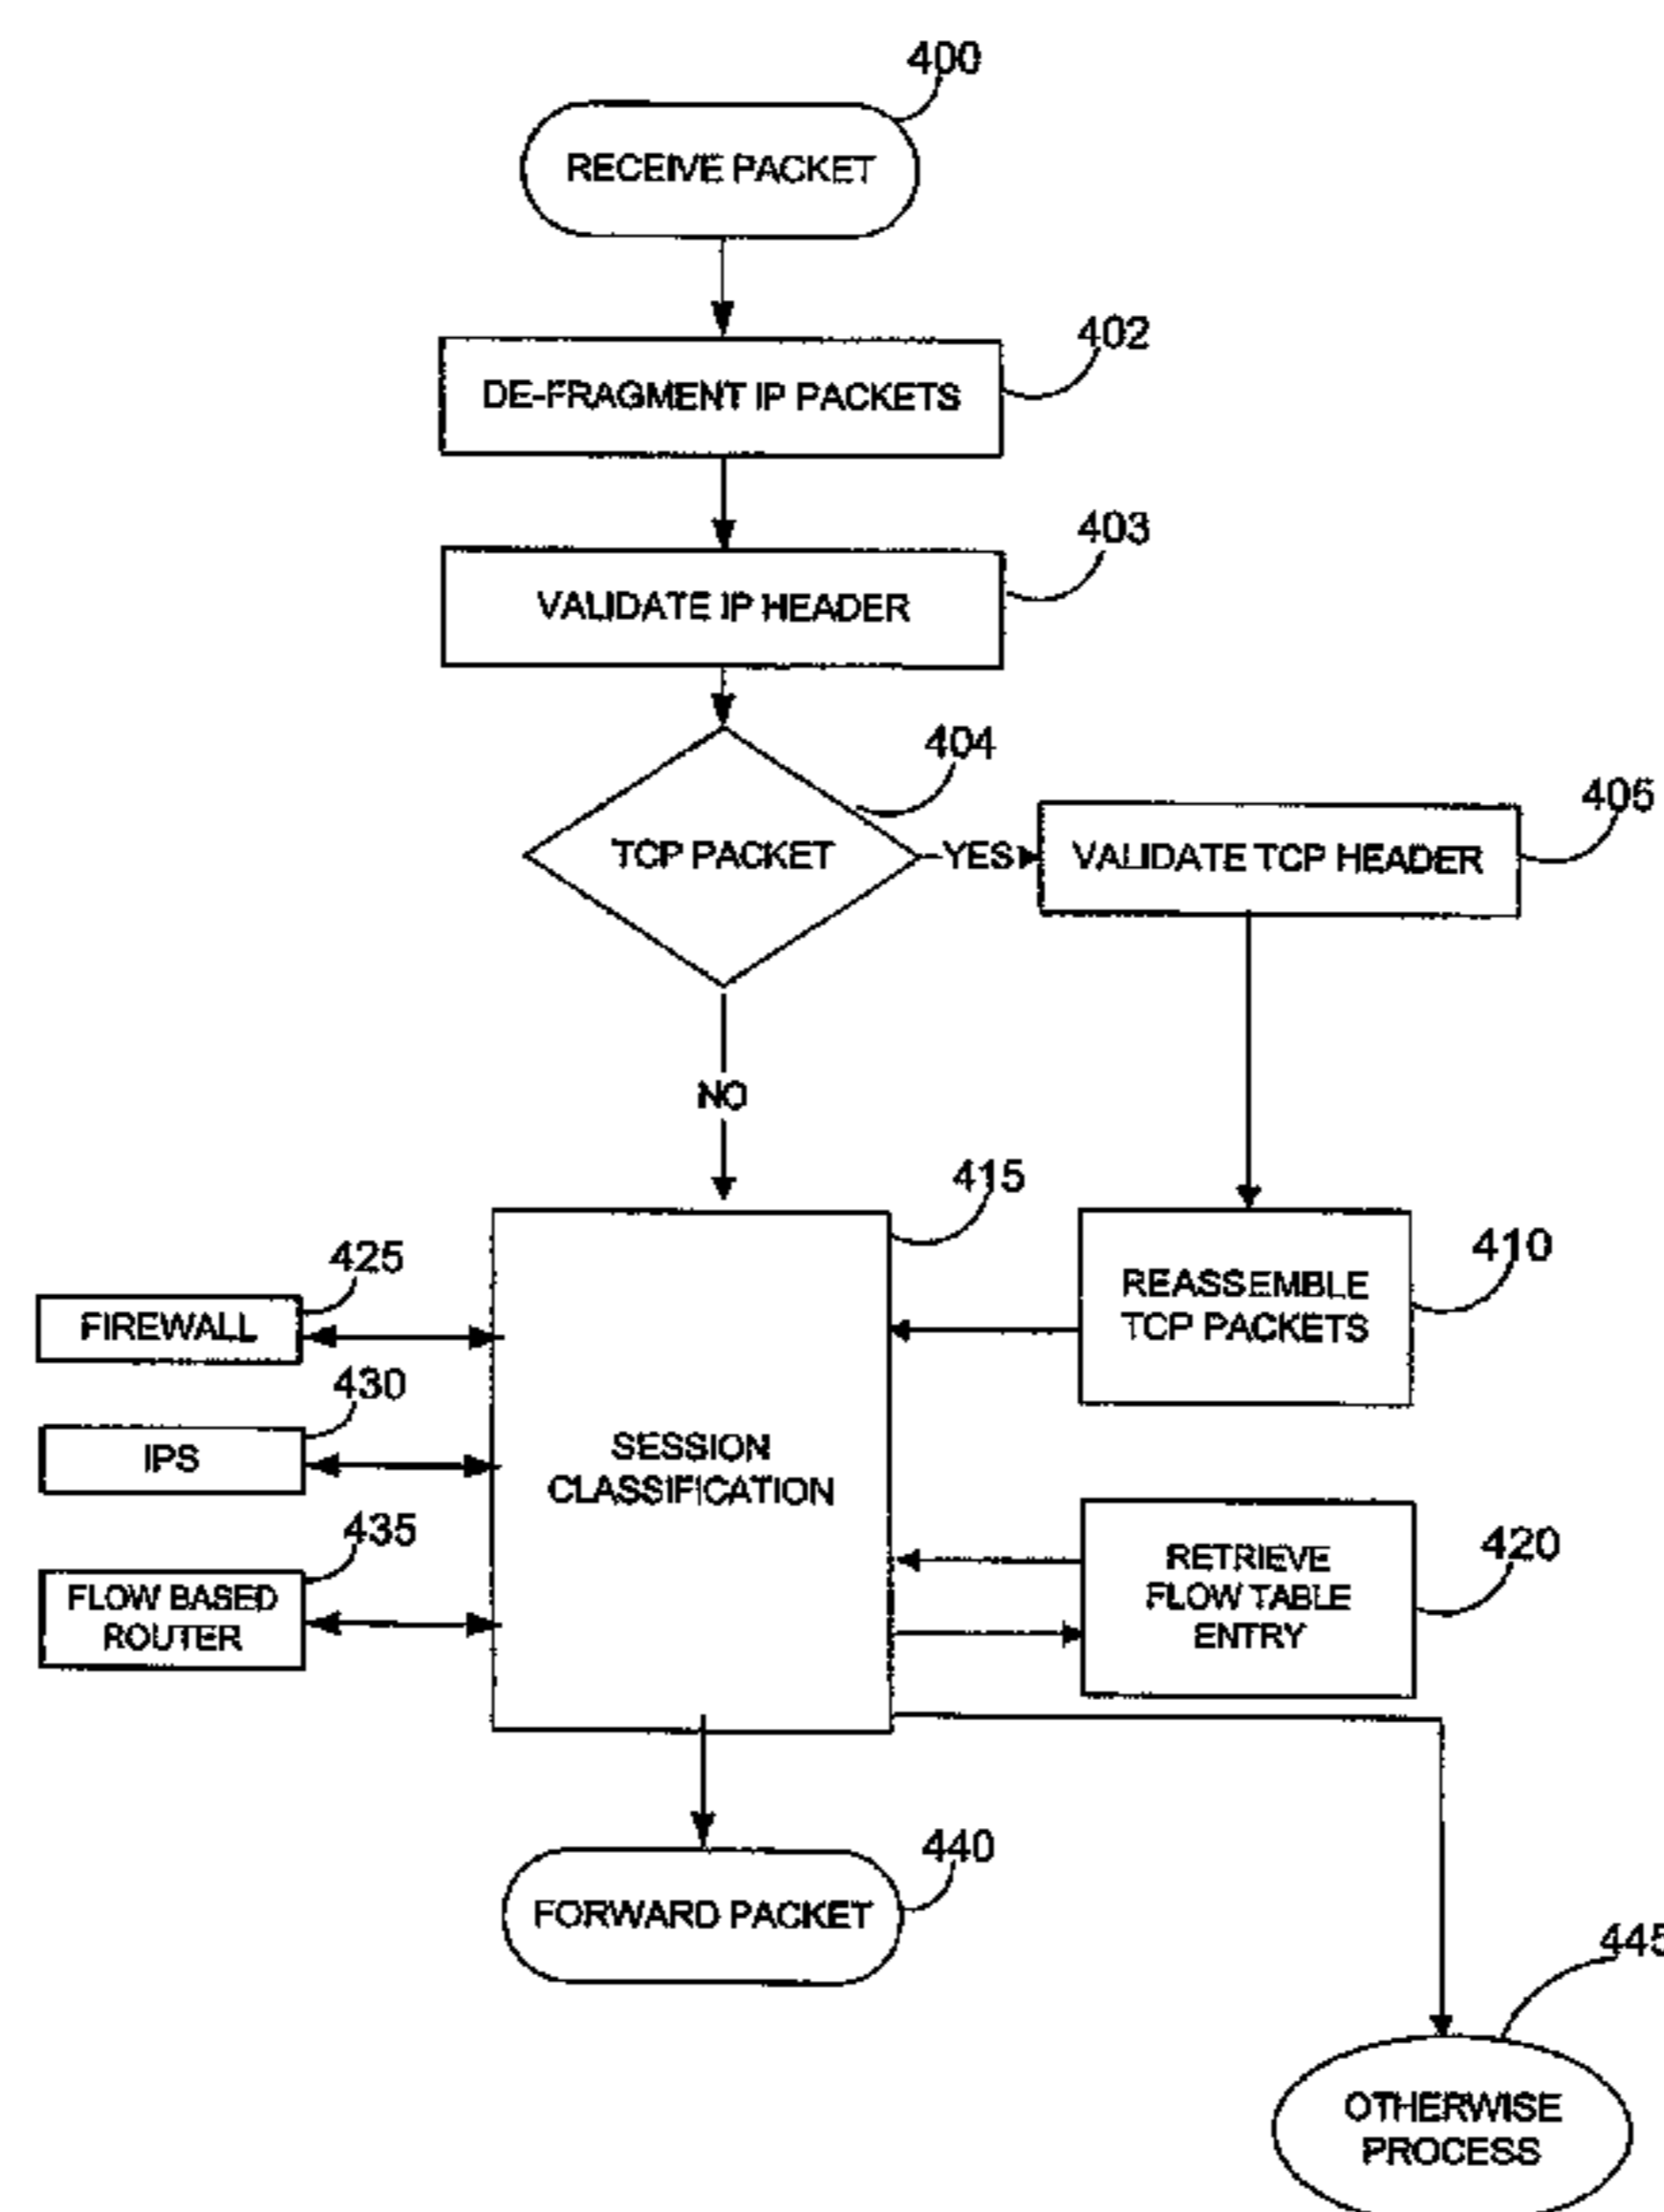 400
RECEIVE PACKET
402
DE-FRAGMENT IP PACKETS
403
VALIDATE IP HEADER
404
TCP PACKET
YES
405
VALIDATE TCP HEADER
NO
415
410
REASSEMBLE
TCP PACKETS
425
FIREWALL
430
IPS
435
FLOW BASED
ROUTER
SESSION
CLASSIFICATION
420
RETRIEVE
FLOW TABLE
ENTRY
440
FORWARD PACKET
445
OTHERWISE
PROCESS